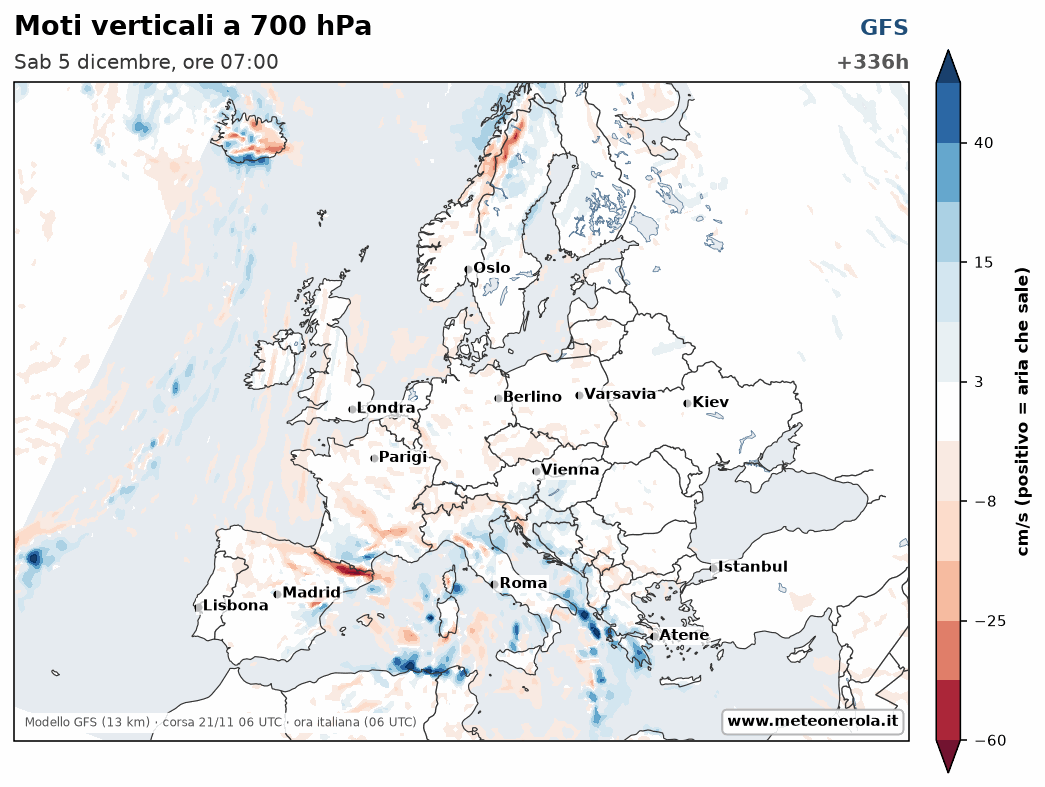 Moti verticali a 700 hPa
GFS
Sab 5 dicembre, ore 07:00
+336h
40
15
3
−8
−25
−60
cm/s (positivo = aria che sale)
Oslo
Londra
Berlino
Varsavia
Kiev
Parigi
Vienna
Istanbul
Madrid
Roma
Lisbona
Atene
Modello GFS (13 km) · corsa 21/11 06 UTC · ora italiana (06 UTC)
www.meteonerola.it